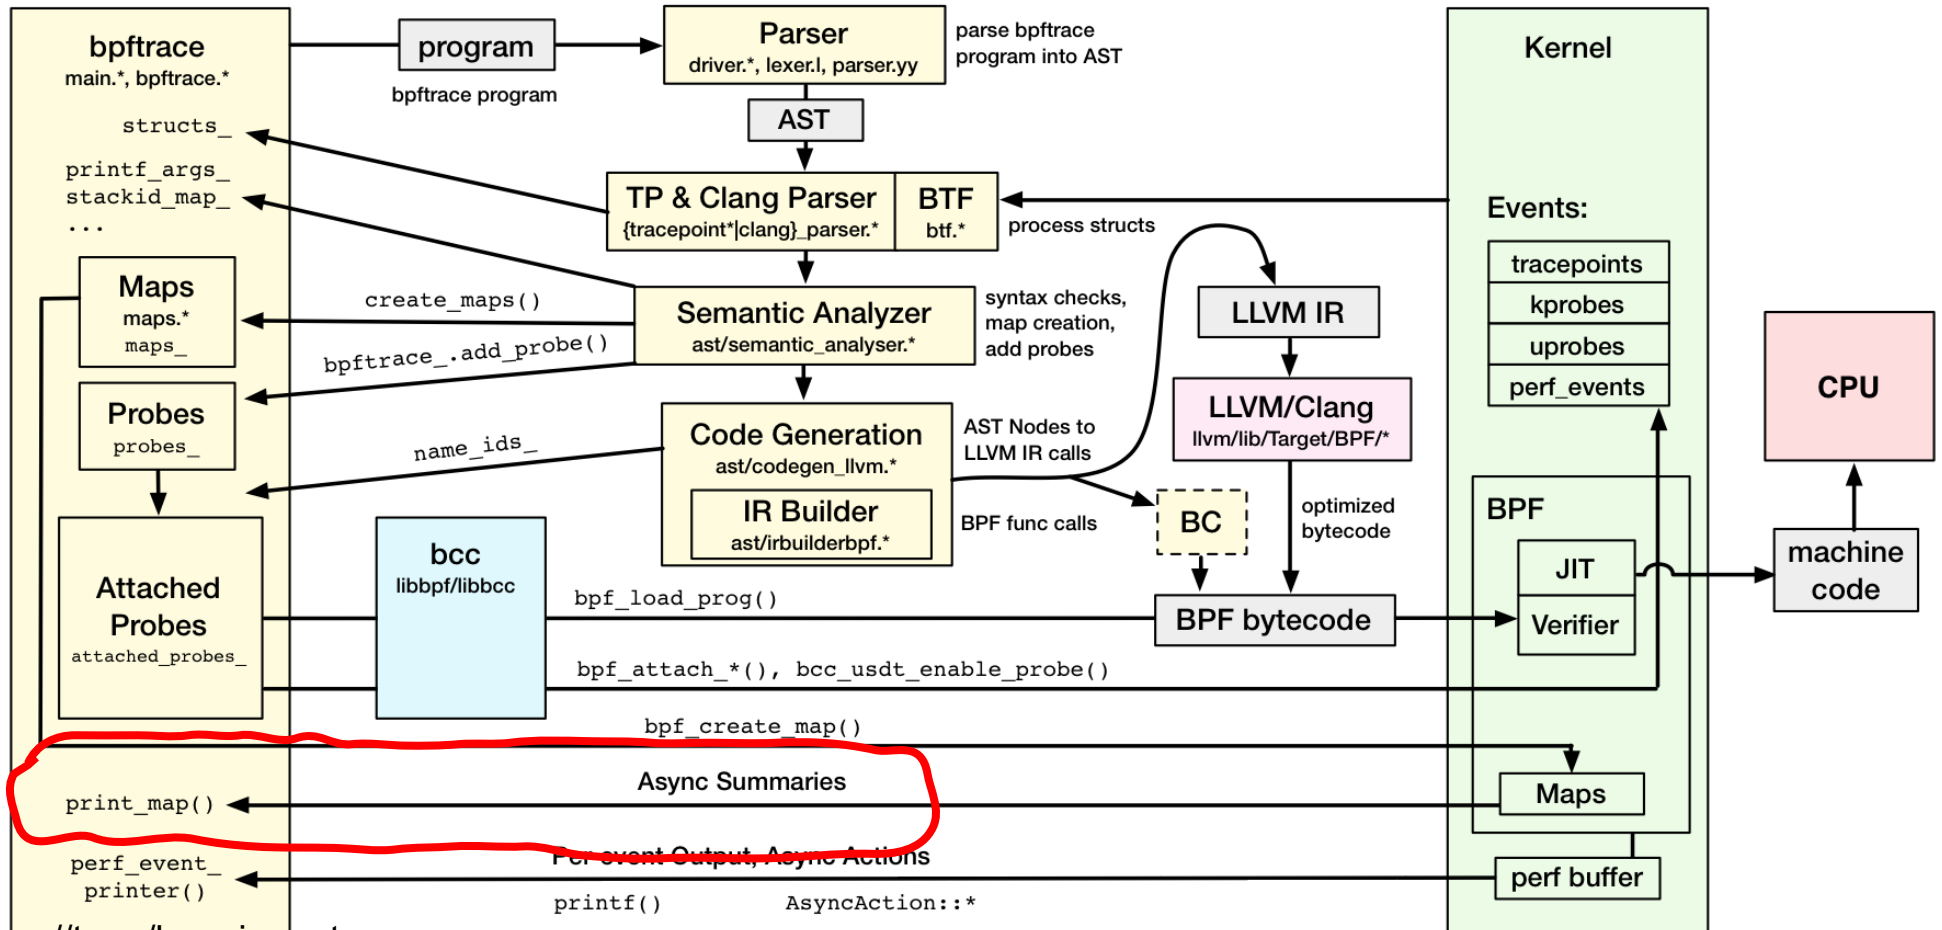 bpftrace
main.*, bpftrace.*
structs_
printf_args_
stackid_map_
...
Maps
maps.*
maps_
Probes
probes_
Attached
Probes
attached_probes_
print_map()
perf_event_
printer()
program
bpftrace program
Parser
driver.*, lexer.l, parser.yy
parse bpftrace
program into AST
AST
TP & Clang Parser
{tracepoint*|clang}_parser.*
BTF
btf.*
process structs
create_maps()
bpftrace_.add_probe()
name_ids_
Semantic Analyzer
ast/semantic_analyser.*
syntax checks,
map creation,
add probes
Code Generation
ast/codegen_llvm.*
IR Builder
ast/irbuilderbpf.*
AST Nodes to
LLVM IR calls
BPF func calls
LLVM IR
LLVM/Clang
llvm/lib/Target/BPF/*
optimized
bytecode
BC
BPF bytecode
bcc
libbpf/libbcc
bpf_load_prog()
bpf_attach_*(), bcc_usdt_enable_probe()
bpf_create_map()
Async Summaries
Per-event Output, Async Actions
printf()
AsyncAction::*
Kernel
Events:
tracepoints
kprobes
uprobes
perf_events
BPF
JIT
Verifier
Maps
perf buffer
CPU
machine
code